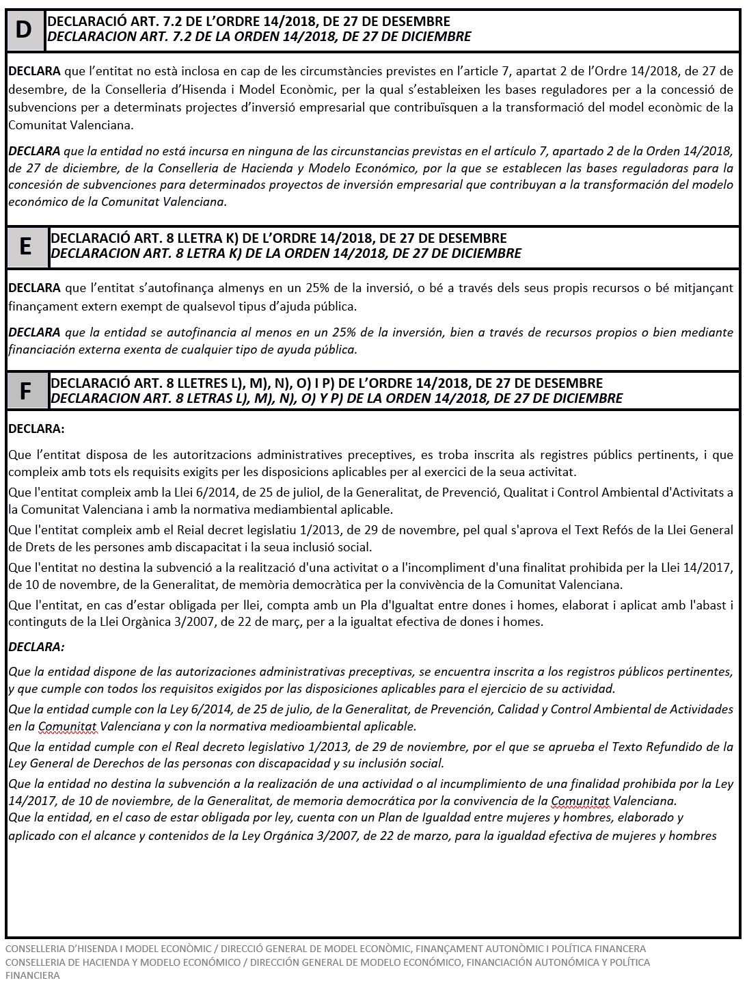 D
DECLARACIÓ ART. 7.2 DE L’ORDRE 14/2018, DE 27 DE DESEMBRE
DECLARACION ART. 7.2 DE LA ORDEN 14/2018, DE 27 DE DICIEMBRE
DECLARA que l’entitat no està inclosa en cap de les circumstàncies previstes en l’article 7, apartat 2 de l’Ordre 14/2018, de 27 de
desembre, de la Conselleria d’Hisenda i Model Econòmic, per la qual s’estableixen les bases reguladores per a la concessió de
subvencions per a determinats projectes d’inversió empresarial que contribuïsquen a la transformació del model econòmic de la
Comunitat Valenciana.
DECLARA que la entidad no está incursa en ninguna de las circunstancias previstas en el artículo 7, apartado 2 de la Orden 14/2018,
de 27 de diciembre, de la Conselleria de Hacienda y Modelo Económico, por la que se establecen las bases reguladoras para la
concesión de subvenciones para determinados proyectos de inversión empresarial que contribuyan a la transformación del modelo
económico de la Comunitat Valenciana.
E
DECLARACIÓ ART. 8 LLETRA K) DE L’ORDRE 14/2018, DE 27 DE DESEMBRE
DECLARACION ART. 8 LETRA K) DE LA ORDEN 14/2018, DE 27 DE DICIEMBRE
DECLARA que l’entitat s’autofinança almenys en un 25% de la inversió, o bé a través dels seus propis recursos o bé mitjançant
finançament extern exempt de qualsevol tipus d’ajuda pública.
DECLARA que la entidad se autofinancia al menos en un 25% de la inversión, bien a través de recursos propios o bien mediante
financiación externa exenta de cualquier tipo de ayuda pública.
F
DECLARACIÓ ART. 8 LLETRES L), M), N), O) I P) DE L’ORDRE 14/2018, DE 27 DE DESEMBRE
DECLARACION ART. 8 LETRAS L), M), N), O) Y P) DE LA ORDEN 14/2018, DE 27 DE DICIEMBRE
DECLARA:
Que l’entitat disposa de les autoritzacions administratives preceptives, es troba inscrita als registres públics pertinents, i que
compleix amb tots els requisits exigits per les disposicions aplicables per al exercici de la seua activitat.
Que l'entitat compleix amb la Llei 6/2014, de 25 de juliol, de la Generalitat, de Prevenció, Qualitat i Control Ambiental d'Activitats a
la Comunitat Valenciana i amb la normativa mediambiental aplicable.
Que l'entitat compleix amb el Reial decret legislatiu 1/2013, de 29 de novembre, pel qual s'aprova el Text Refós de la Llei General
de Drets de les persones amb discapacitat i la seua inclusió social.
Que l'entitat no destina la subvenció a la realització d'una activitat o a l'incompliment d'una finalitat prohibida per la Llei 14/2017,
de 10 de novembre, de la Generalitat, de memòria democràtica per la convivència de la Comunitat Valenciana.
Que l'entitat, en cas d’estar obligada per llei, compta amb un Pla d'Igualtat entre dones i homes, elaborat i aplicat amb l'abast i
continguts de la Llei Orgànica 3/2007, de 22 de març, per a la igualtat efectiva de dones i homes.
DECLARA:
Que la entidad dispone de las autorizaciones administrativas preceptivas, se encuentra inscrita a los registros públicos pertinentes,
y que cumple con todos los requisitos exigidos por las disposiciones aplicables para el ejercicio de su actividad.
Que la entidad cumple con la Ley 6/2014, de 25 de julio, de la Generalitat, de Prevención, Calidad y Control Ambiental de Actividades
en la Comunitat Valenciana y con la normativa medioambiental aplicable.
Que la entidad cumple con el Real decreto legislativo 1/2013, de 29 de noviembre, por el que se aprueba el Texto Refundido de la
Ley General de Derechos de las personas con discapacidad y su inclusión social.
Que la entidad no destina la subvención a la realización de una actividad o al incumplimiento de una finalidad prohibida por la Ley
14/2017, de 10 de noviembre, de la Generalitat, de memoria democrática por la convivencia de la Comunitat Valenciana.
Que la entidad, en el caso de estar obligada por ley, cuenta con un Plan de Igualdad entre mujeres y hombres, elaborado y
aplicado con el alcance y contenidos de la Ley Orgánica 3/2007, de 22 de marzo, para la igualdad efectiva de mujeres y hombres
CONSELLERIA D’HISENDA I MODEL ECONÒMIC / DIRECCIÓ GENERAL DE MODEL ECONÒMIC, FINANÇAMENT AUTONÒMIC I POLÍTICA FINANCERA
CONSELLERIA DE HACIENDA Y MODELO ECONÓMICO / DIRECCIÓN GENERAL DE MODELO ECONÓMICO, FINANCIACIÓN AUTONÓMICA Y POLÍTICA
FINANCIERA